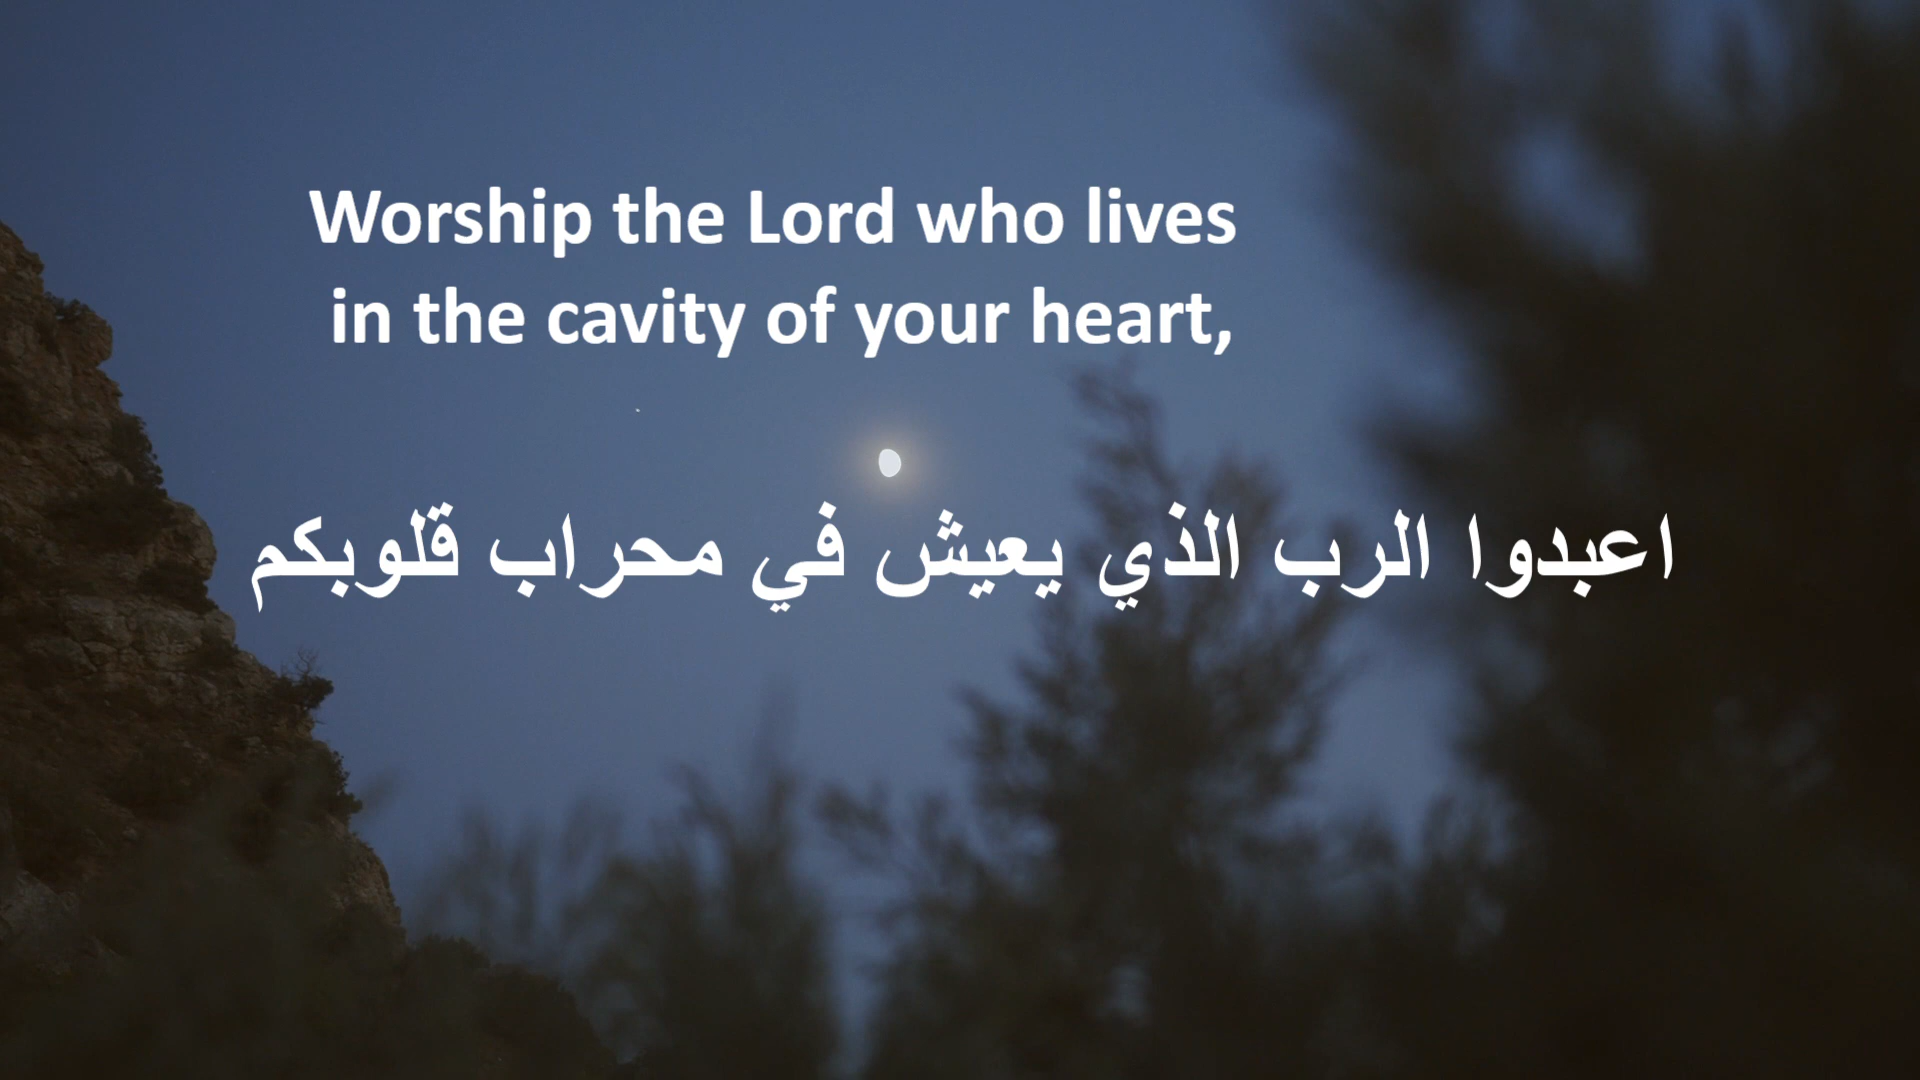 Worship the Lord who lives
in the cavity of your heart,
اعبدوا الرب الذي يعيش في محراب قلوبكم